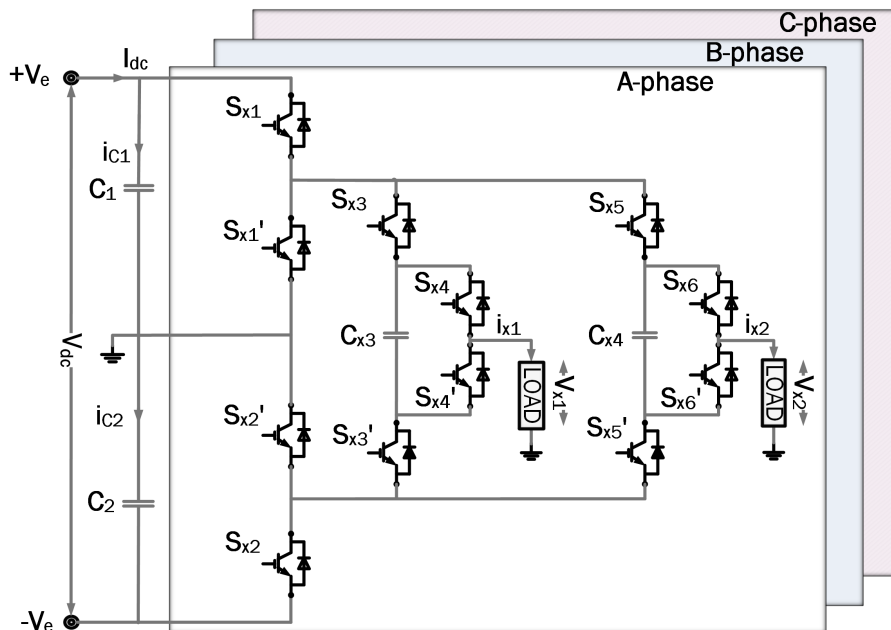 C-phase
B-phase
A-phase
+Ve
Idc
Sx1
iC1
C1
Sx1'
Sx3
Sx5
Sx4
Sx6
Vdc
Cx3
ix1
Cx4
ix2
LOAD
Vx1
LOAD
Vx2
Sx4'
Sx6'
iC2
Sx2'
Sx3'
Sx5'
C2
Sx2
-Ve